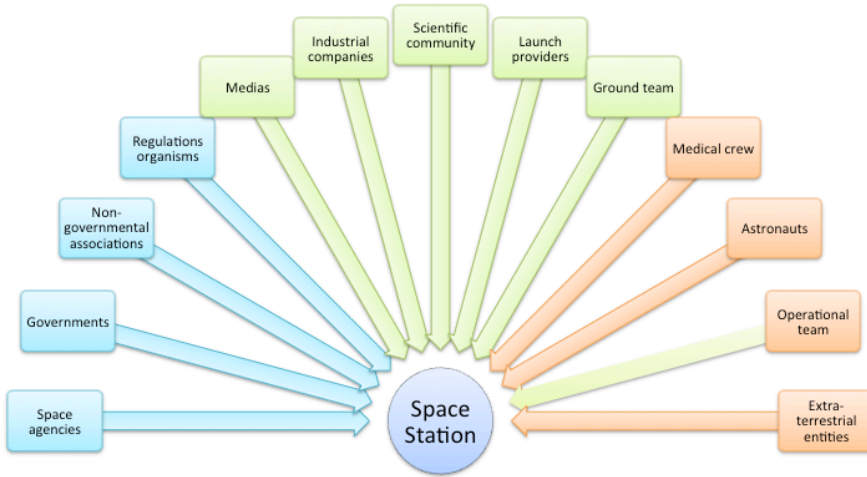 Scientific
community
Industrial
companies
Launch
providers
Medias
Ground team
Regulations
organisms
Medical crew
Non-
governmental
associations
Astronauts
Governments
Operational
team
Space
agencies
Space
Station
Extra-
terrestrial
entities